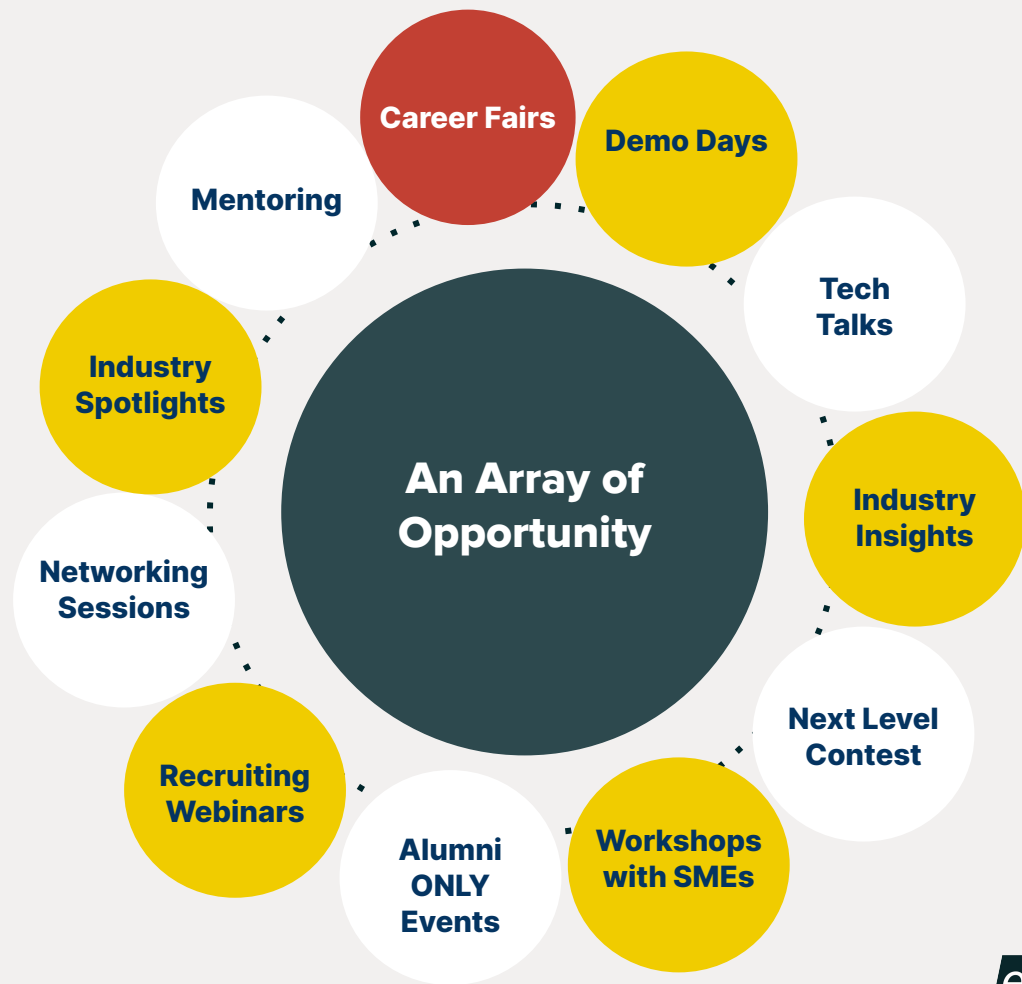 Career Fairs
Demo Days
Mentoring
Tech
Talks
Industry
Spotlights
An Array of
Opportunity
Industry
Insights
Networking
Sessions
Next Level
Contest
Recruiting
Webinars
Workshops
with SMEs
Alumni
ONLY
Events